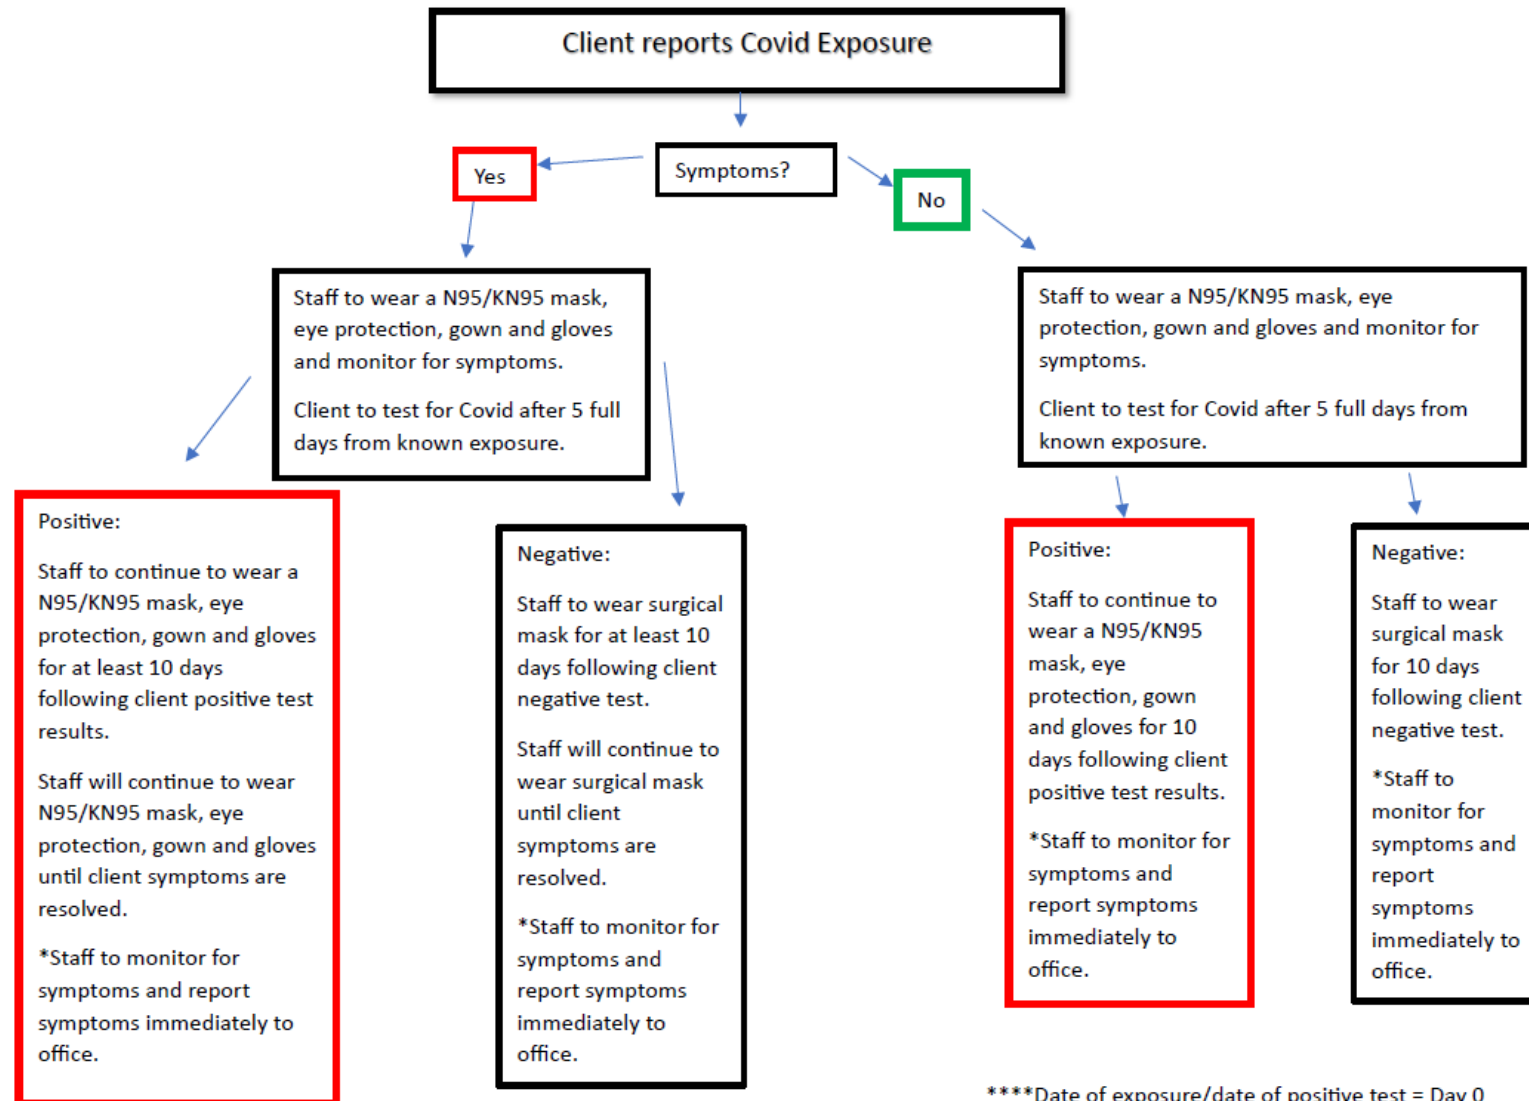 Client reports Covid Exposure
Symptoms?
Yes
No
Staff to wear a N95/KN95 mask,
eye protection, gown and gloves
and monitor for symptoms.
Client to test for Covid after 5 full
days from known exposure.
Staff to wear a N95/KN95 mask, eye
protection, gown and gloves and monitor for
symptoms.
Client to test for Covid after 5 full days from
known exposure.
Positive:
Staff to continue to wear a
N95/KN95 mask, eye
protection, gown and gloves
for at least 10 days
following client positive test
results.
Staff will continue to wear
N95/KN95 mask, eye
protection, gown and gloves
until client symptoms are
resolved.
*Staff to monitor for
symptoms and report
symptoms immediately to
office.
Negative:
Staff to wear surgical
mask for at least 10
days following client
negative test.
Staff will continue to
wear surgical mask
until client
symptoms are
resolved.
*Staff to monitor for
symptoms and
report symptoms
immediately to
office.
Positive:
Staff to continue to
wear a N95/KN95
mask, eye
protection, gown
and gloves for 10
days following client
positive test results.
*Staff to monitor for
symptoms and
report symptoms
immediately to
office.
Negative:
Staff to wear
surgical mask
for 10 days
following client
negative test.
*Staff to
monitor for
symptoms and
report
symptoms
immediately to
office.
****Date of exposure/date of positive test = Day 0